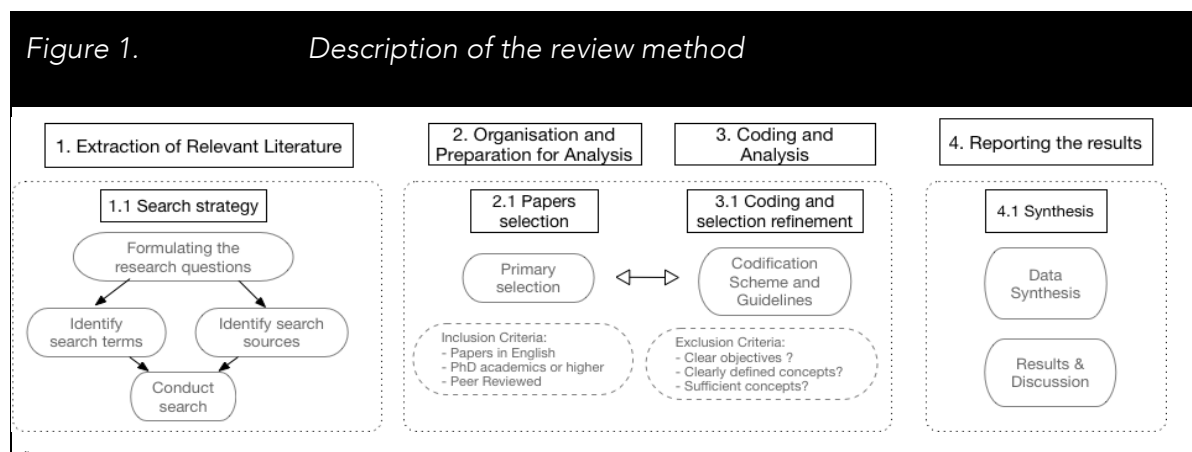 Figure 1. Description of the review method
1. Extraction of Relevant Literature
1.1 Search strategy
Formulating the
research questions
Identify
search terms
Identify search
sources
Conduct
search
2. Organisation and
Preparation for Analysis
2.1 Papers
selection
Primary
selection
Inclusion Criteria:
- Papers in English
- PhD academics or higher
- Peer Reviewed
3. Coding and
Analysis
3.1 Coding and
selection refinement
Codification
Scheme and
Guidelines
Exclusion Criteria:
- Clear objectives ?
- Clearly defined concepts?
- Sufficient concepts?
4. Reporting the results
4.1 Synthesis
Data
Synthesis
Results &
Discussion